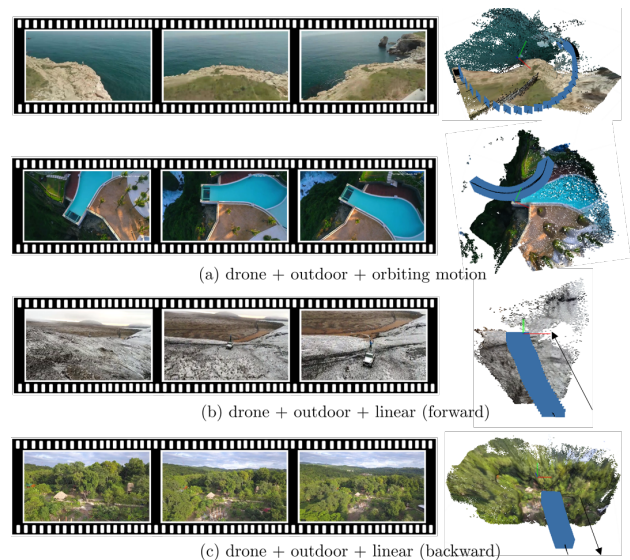 (a) drone + outdoor + orbiting motion
(b) drone + outdoor + linear (forward)
(c) drone + outdoor + linear (backward)